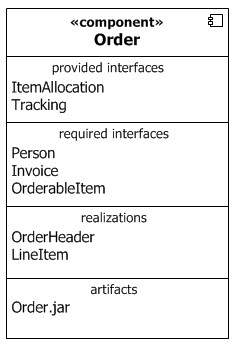 «component»
Order
provided interfaces
ItemAllocation
Tracking
required interfaces
Person
Invoice
OrderableItem
realizations
OrderHeader
LineItem
artifacts
Order.jar